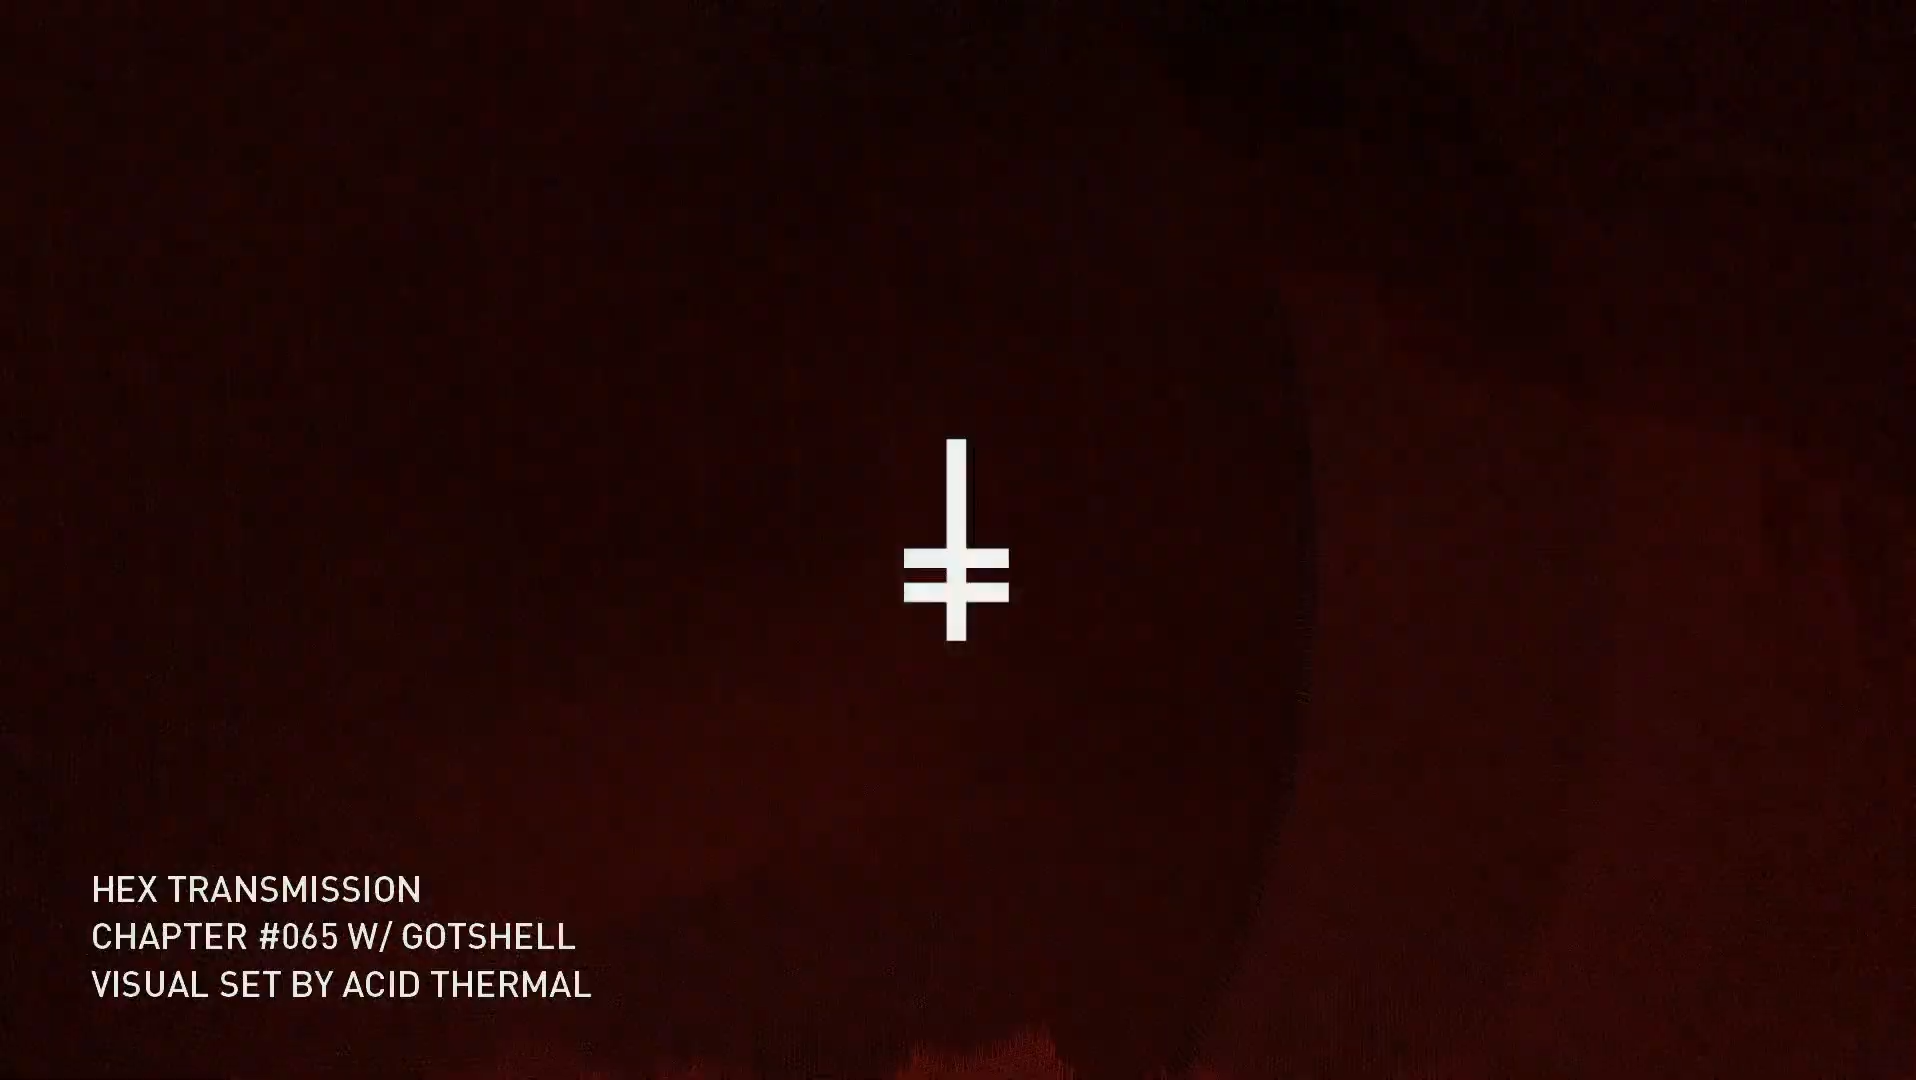 HEX TRANSMISSION
CHAPTER #065 W/ GOTSHELL
VISUAL SET BY ACID THERMAL